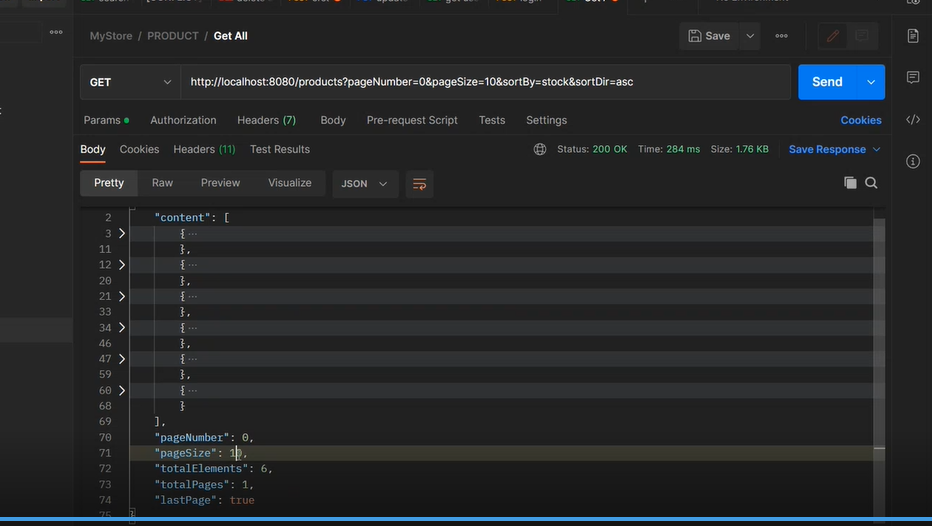 MyStore / PRODUCT / Get All
Save
GET
http://localhost:8080/products?pageNumber=0&pageSize=10&sortBy=stock&sortDir=asc
Send
Params
Authorization
Headers (7)
Body
Pre-request Script
Tests
Settings
Cookies
Body
Cookies
Headers (11)
Test Results
Status: 200 OK
Time: 284 ms
Size: 1.76 KB
Save Response
Pretty
Raw
Preview
Visualize
JSON
2 "content": [
3 { ...
11 },
12 { ...
20 },
21 { ...
33 },
34 { ...
46 },
47 { ...
59 },
60 { ...
68 }
69 ],
70 "pageNumber": 0,
71 "pageSize": 10,
72 "totalElements": 6,
73 "totalPages": 1,
74 "lastPage": true
75 }